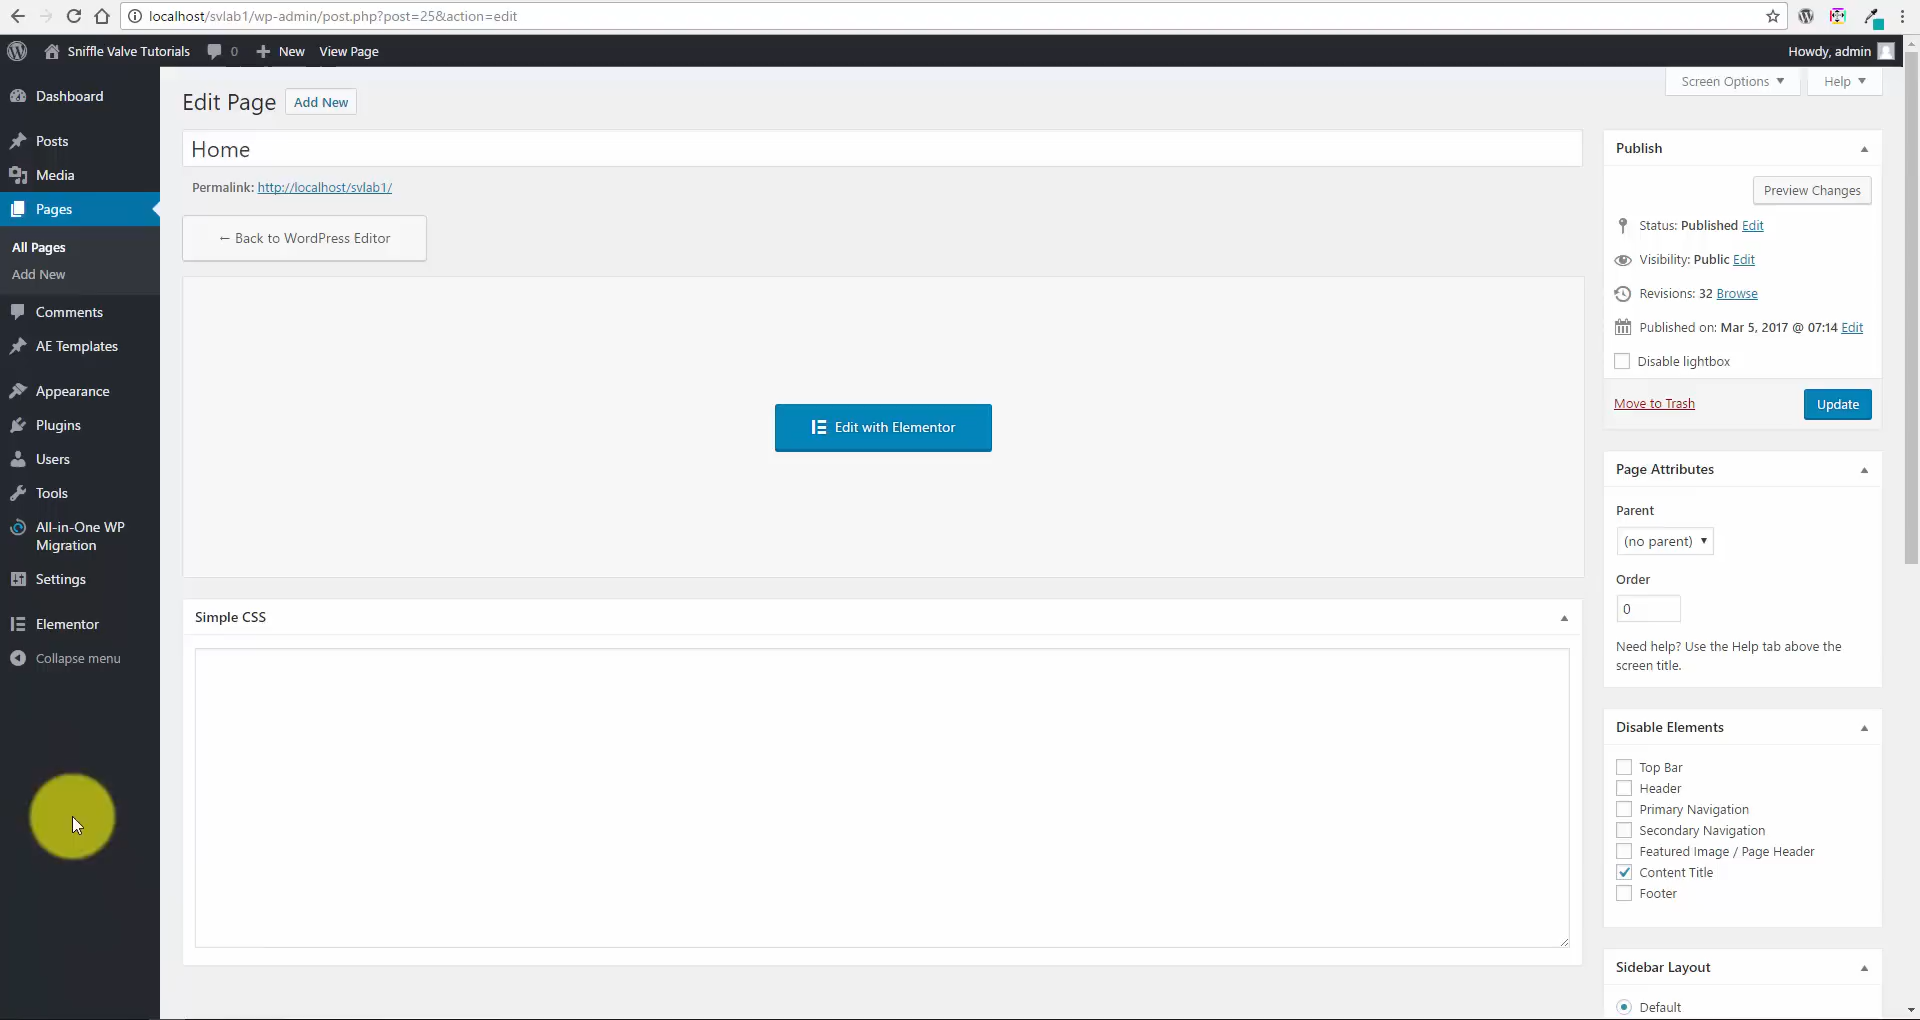 localhost/svlab1/wp-admin/post.php?post=25&action=edit
Sniffle Valve Tutorials 0 New View Page Howdy, admin
Screen Options Help
Dashboard
Posts
Media
Pages
All Pages
Add New
Comments
AE Templates
Appearance
Plugins
Users
Tools
All-in-One WP
Migration
Settings
Elementor
Collapse menu
Edit Page Add New
Home
Permalink: http://localhost/svlab1/
← Back to WordPress Editor
Edit with Elementor
Simple CSS
Publish
Preview Changes
Status: Published Edit
Visibility: Public Edit
Revisions: 32 Browse
Published on: Mar 5, 2017 @ 07:14 Edit
Disable lightbox
Move to Trash Update
Page Attributes
Parent
(no parent)
Order
0
Need help? Use the Help tab above the
screen title.
Disable Elements
Top Bar
Header
Primary Navigation
Secondary Navigation
Featured Image / Page Header
Content Title
Footer
Sidebar Layout
Default